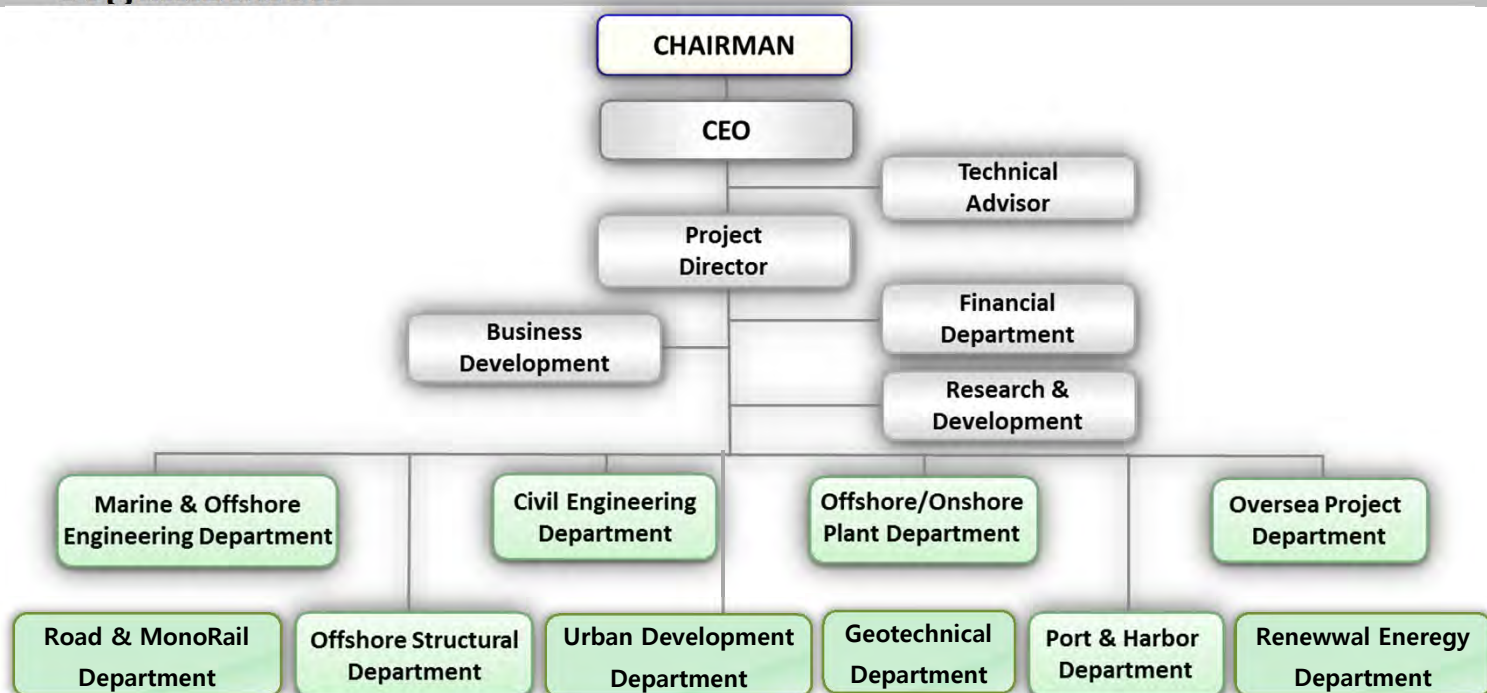 CHAIRMAN
CEO
Technical
Advisor
Project
Director
Financial
Department
Business
Development
Research &
Development
Marine & Offshore
Engineering Department
Civil Engineering
Department
Offshore/Onshore
Plant Department
Oversea Project
Department
Road & MonoRail
Department
Offshore Structural
Department
Urban Development
Department
Geotechnical
Department
Port & Harbor
Department
Renewwal Eneregy
Department